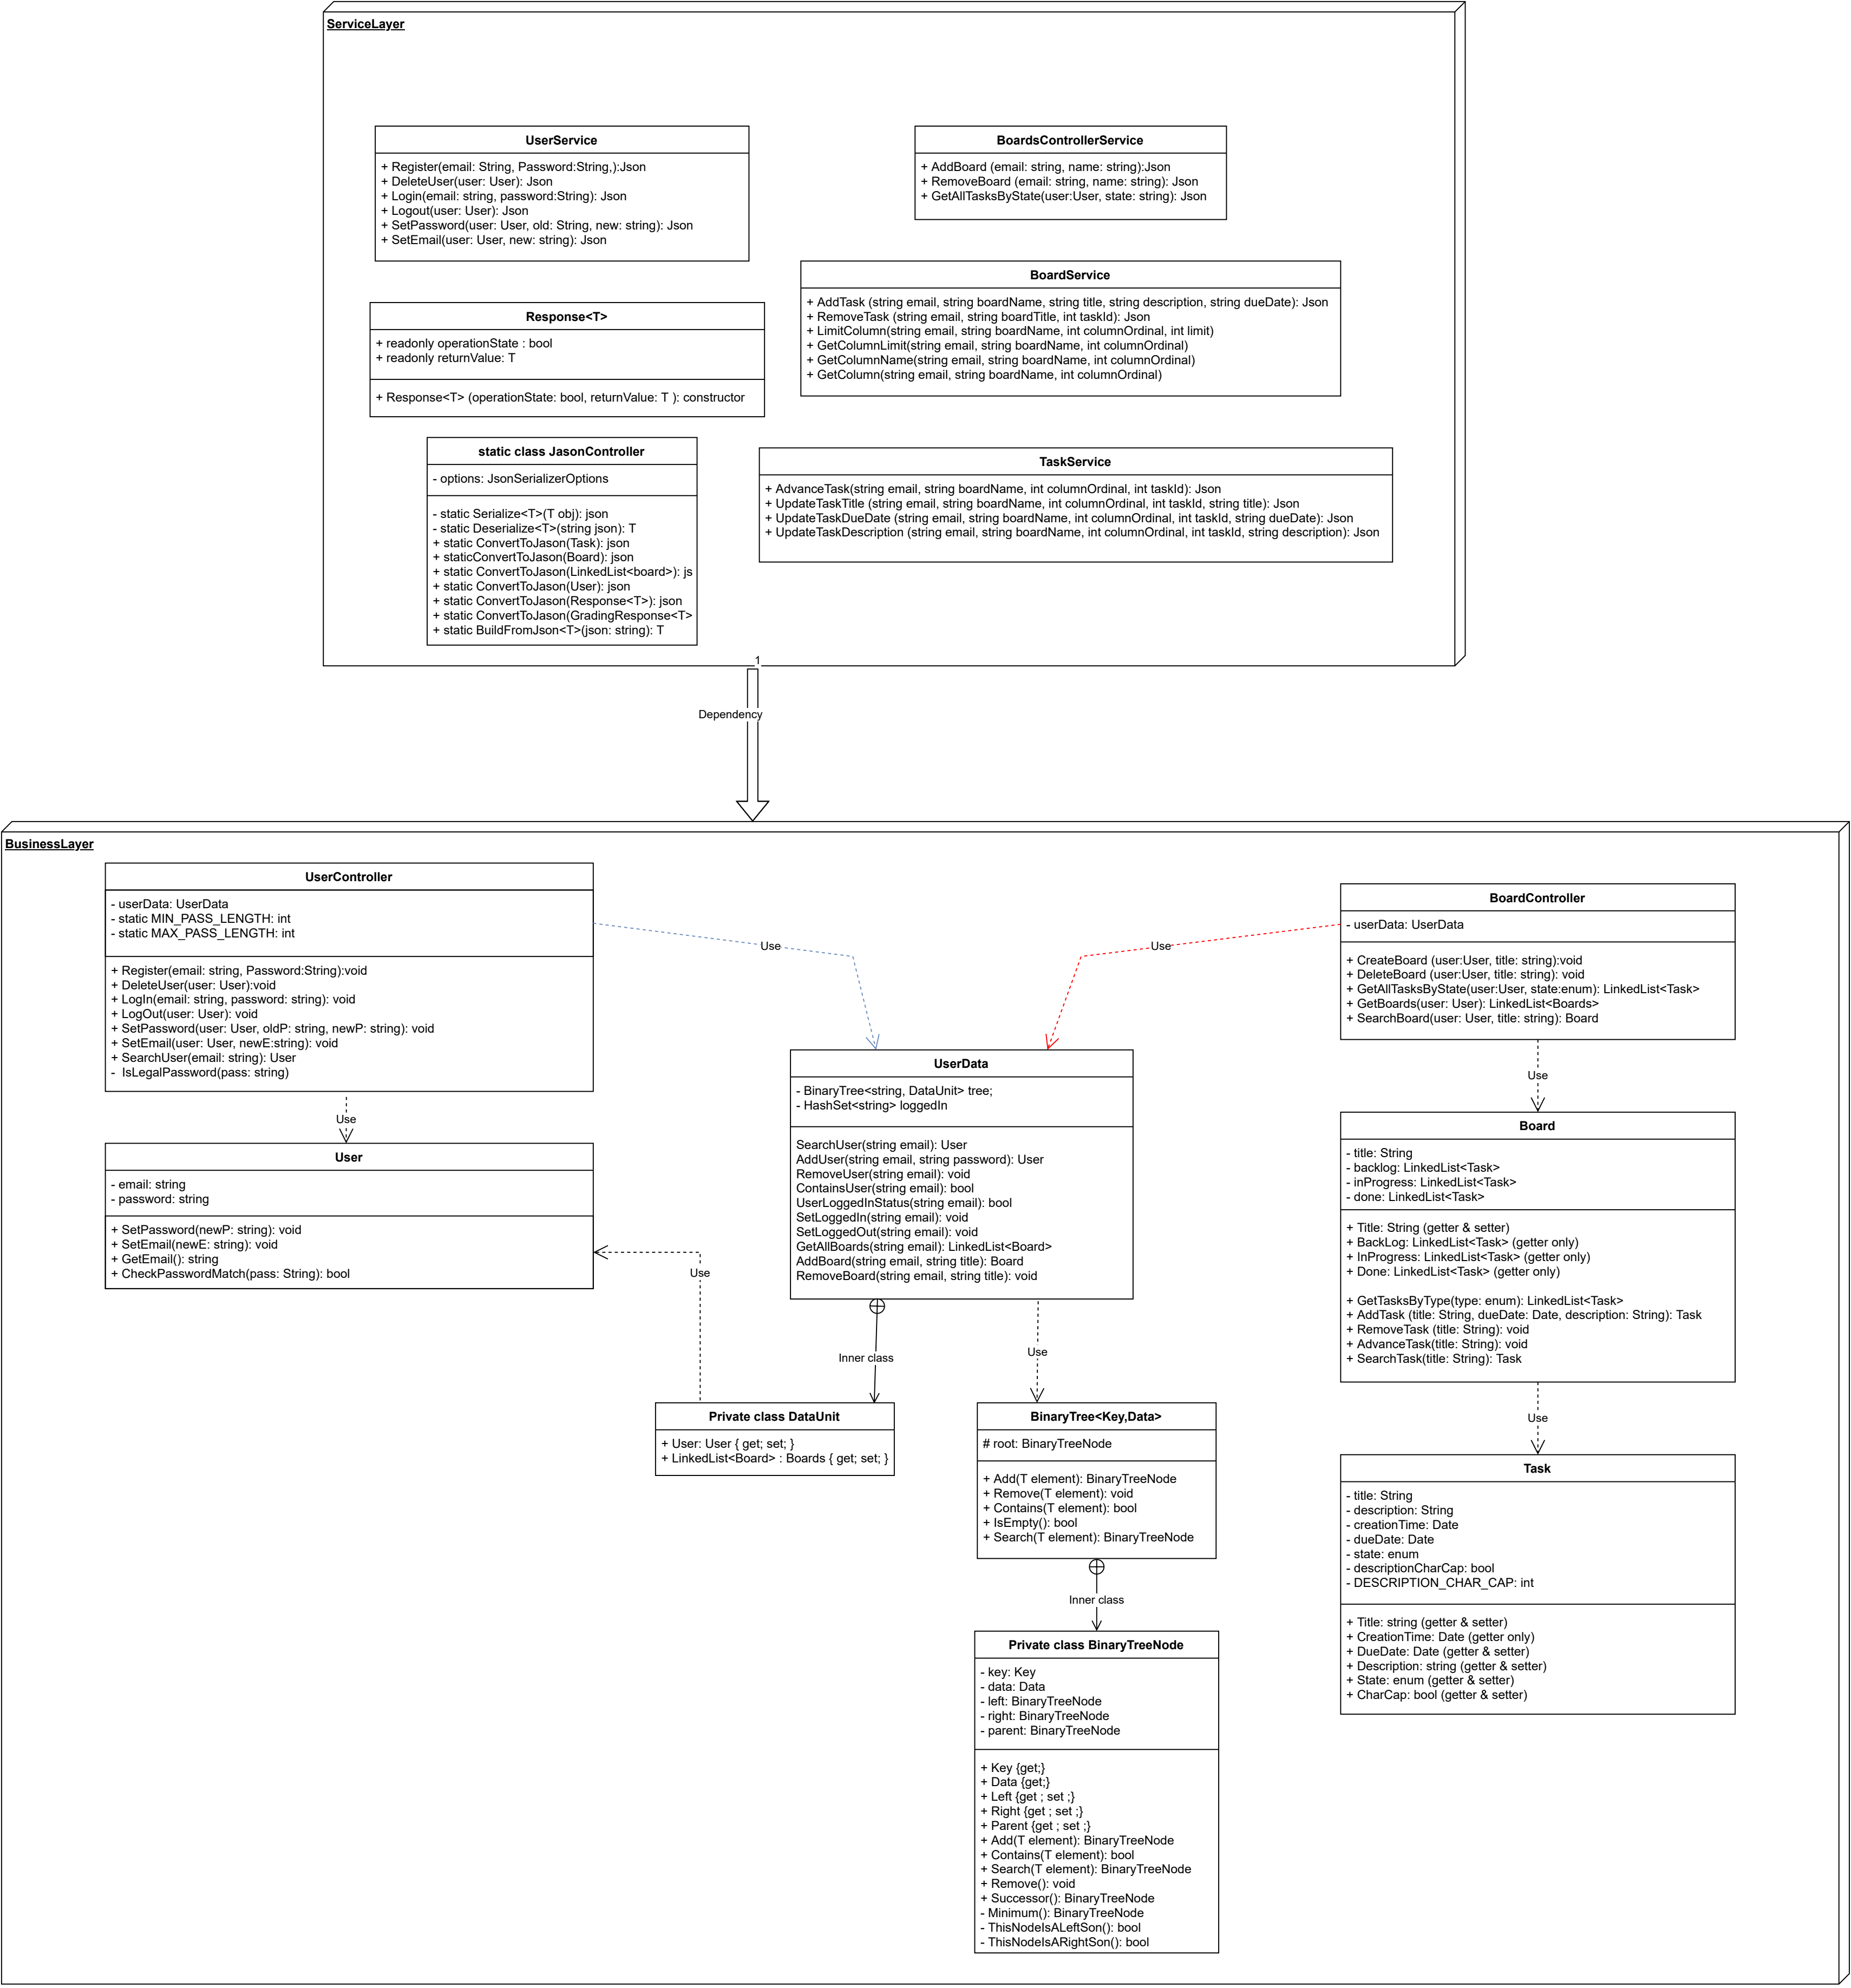 ServiceLayer
UserService
+ Register(email: String, Password:String,):Json
+ DeleteUser(user: User): Json
+ Login(email: string, password:String): Json
+ Logout(user: User): Json
+ SetPassword(user: User, old: String, new: string): Json
+ SetEmail(user: User, new: string): Json
BoardsControllerService
+ AddBoard (email: string, name: string):Json
+ RemoveBoard (email: string, name: string): Json
+ GetAllTasksByState(user:User, state: string): Json
BoardService
+ AddTask (string email, string boardName, string title, string description, string dueDate): Json
+ RemoveTask (string email, string boardTitle, int taskId): Json
+ LimitColumn(string email, string boardName, int columnOrdinal, int limit)
+ GetColumnLimit(string email, string boardName, int columnOrdinal)
+ GetColumnName(string email, string boardName, int columnOrdinal)
+ GetColumn(string email, string boardName, int columnOrdinal)
Response<T>
+ readonly operationState : bool
+ readonly returnValue: T
+ Response<T> (operationState: bool, returnValue: T ): constructor
static class JasonController
- options: JsonSerializerOptions
- static Serialize<T>(T obj): json
- static Deserialize<T>(string json): T
+ static ConvertToJason(Task): json
+ staticConvertToJason(Board): json
+ static ConvertToJason(LinkedList<board>): js
+ static ConvertToJason(User): json
+ static ConvertToJason(Response<T>): json
+ static ConvertToJason(GradingResponse<T>
+ static BuildFromJson<T>(json: string): T
TaskService
+ AdvanceTask(string email, string boardName, int columnOrdinal, int taskId): Json
+ UpdateTaskTitle (string email, string boardName, int columnOrdinal, int taskId, string title): Json
+ UpdateTaskDueDate (string email, string boardName, int columnOrdinal, int taskId, string dueDate): Json
+ UpdateTaskDescription (string email, string boardName, int columnOrdinal, int taskId, string description): Json
1
Dependency
BusinessLayer
UserController
- userData: UserData
- static MIN_PASS_LENGTH: int
- static MAX_PASS_LENGTH: int
+ Register(email: string, Password:String):void
+ DeleteUser(user: User):void
+ LogIn(email: string, password: string): void
+ LogOut(user: User): void
+ SetPassword(user: User, oldP: string, newP: string): void
+ SetEmail(user: User, newE:string): void
+ SearchUser(email: string): User
- IsLegalPassword(pass: string)
Use
Use
BoardController
- userData: UserData
+ CreateBoard (user:User, title: string):void
+ DeleteBoard (user:User, title: string): void
+ GetAllTasksByState(user:User, state:enum): LinkedList<Task>
+ GetBoards(user: User): LinkedList<Boards>
+ SearchBoard(user: User, title: string): Board
Use
Use
User
- email: string
- password: string
+ SetPassword(newP: string): void
+ SetEmail(newE: string): void
+ GetEmail(): string
+ CheckPasswordMatch(pass: String): bool
Use
UserData
- BinaryTree<string, DataUnit> tree;
- HashSet<string> loggedIn
SearchUser(string email): User
AddUser(string email, string password): User
RemoveUser(string email): void
ContainsUser(string email): bool
UserLoggedInStatus(string email): bool
SetLoggedIn(string email): void
SetLoggedOut(string email): void
GetAllBoards(string email): LinkedList<Board>
AddBoard(string email, string title): Board
RemoveBoard(string email, string title): void
Board
- title: String
- backlog: LinkedList<Task>
- inProgress: LinkedList<Task>
- done: LinkedList<Task>
+ Title: String (getter & setter)
+ BackLog: LinkedList<Task> (getter only)
+ InProgress: LinkedList<Task> (getter only)
+ Done: LinkedList<Task> (getter only)
+ GetTasksByType(type: enum): LinkedList<Task>
+ AddTask (title: String, dueDate: Date, description: String): Task
+ RemoveTask (title: String): void
+ AdvanceTask(title: String): void
+ SearchTask(title: String): Task
Inner class
Use
Use
Private class DataUnit
+ User: User { get; set; }
+ LinkedList<Board> : Boards { get; set; }
BinaryTree<Key,Data>
# root: BinaryTreeNode
+ Add(T element): BinaryTreeNode
+ Remove(T element): void
+ Contains(T element): bool
+ IsEmpty(): bool
+ Search(T element): BinaryTreeNode
Inner class
Task
- title: String
- description: String
- creationTime: Date
- dueDate: Date
- state: enum
- descriptionCharCap: bool
- DESCRIPTION_CHAR_CAP: int
+ Title: string (getter & setter)
+ CreationTime: Date (getter only)
+ DueDate: Date (getter & setter)
+ Description: string (getter & setter)
+ State: enum (getter & setter)
+ CharCap: bool (getter & setter)
Private class BinaryTreeNode
- key: Key
- data: Data
- left: BinaryTreeNode
- right: BinaryTreeNode
- parent: BinaryTreeNode
+ Key {get;}
+ Data {get;}
+ Left {get ; set ;}
+ Right {get ; set ;}
+ Parent {get ; set ;}
+ Add(T element): BinaryTreeNode
+ Contains(T element): bool
+ Search(T element): BinaryTreeNode
+ Remove(): void
+ Successor(): BinaryTreeNode
- Minimum(): BinaryTreeNode
- ThisNodeIsALeftSon(): bool
- ThisNodeIsARightSon(): bool